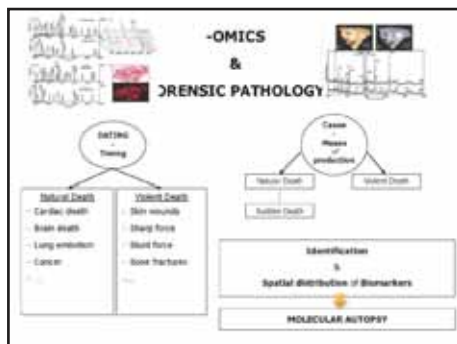 -OMICS
&
ORENSIC PATHOLOGY
DATING
-
Timing
Natural Death
- Cardiac death
- Brain death
- Lung embolism
- Cancer
- ...
Violent Death
- Skin wounds
- Sharp force
- Blunt force
- Bone fractures
...
Cause
-
Means
of
production
Natural Death
Violent Death
Sudden Death
Identification
&
Spatial distribution of Biomarkers
MOLECULAR AUTOPSY